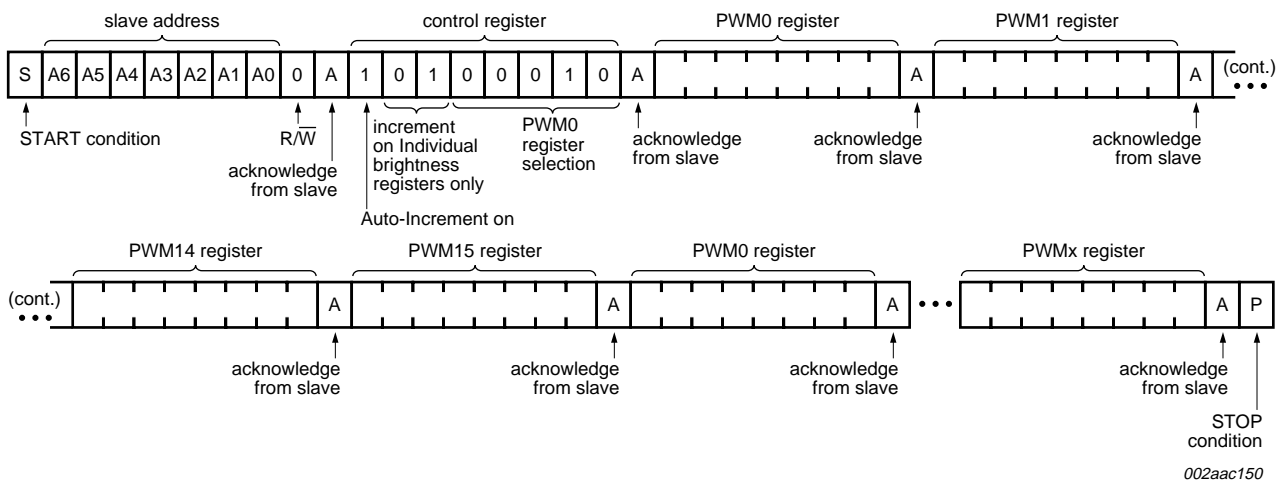 slave address
control register
PWM0 register
PWM1 register
S A6 A5 A4 A3 A2 A1 A0 0 A 1 0 1 0 0 0 1 0 A A A (cont.)
START condition
R/W̅
acknowledge
from slave
increment
on Individual
brightness
registers only
PWM0
register
selection
acknowledge
from slave
acknowledge
from slave
acknowledge
from slave
Auto-Increment on
PWM14 register
PWM15 register
PWM0 register
PWMx register
(cont.) A A A A P
acknowledge
from slave
acknowledge
from slave
acknowledge
from slave
acknowledge
from slave
STOP
condition
002aac150